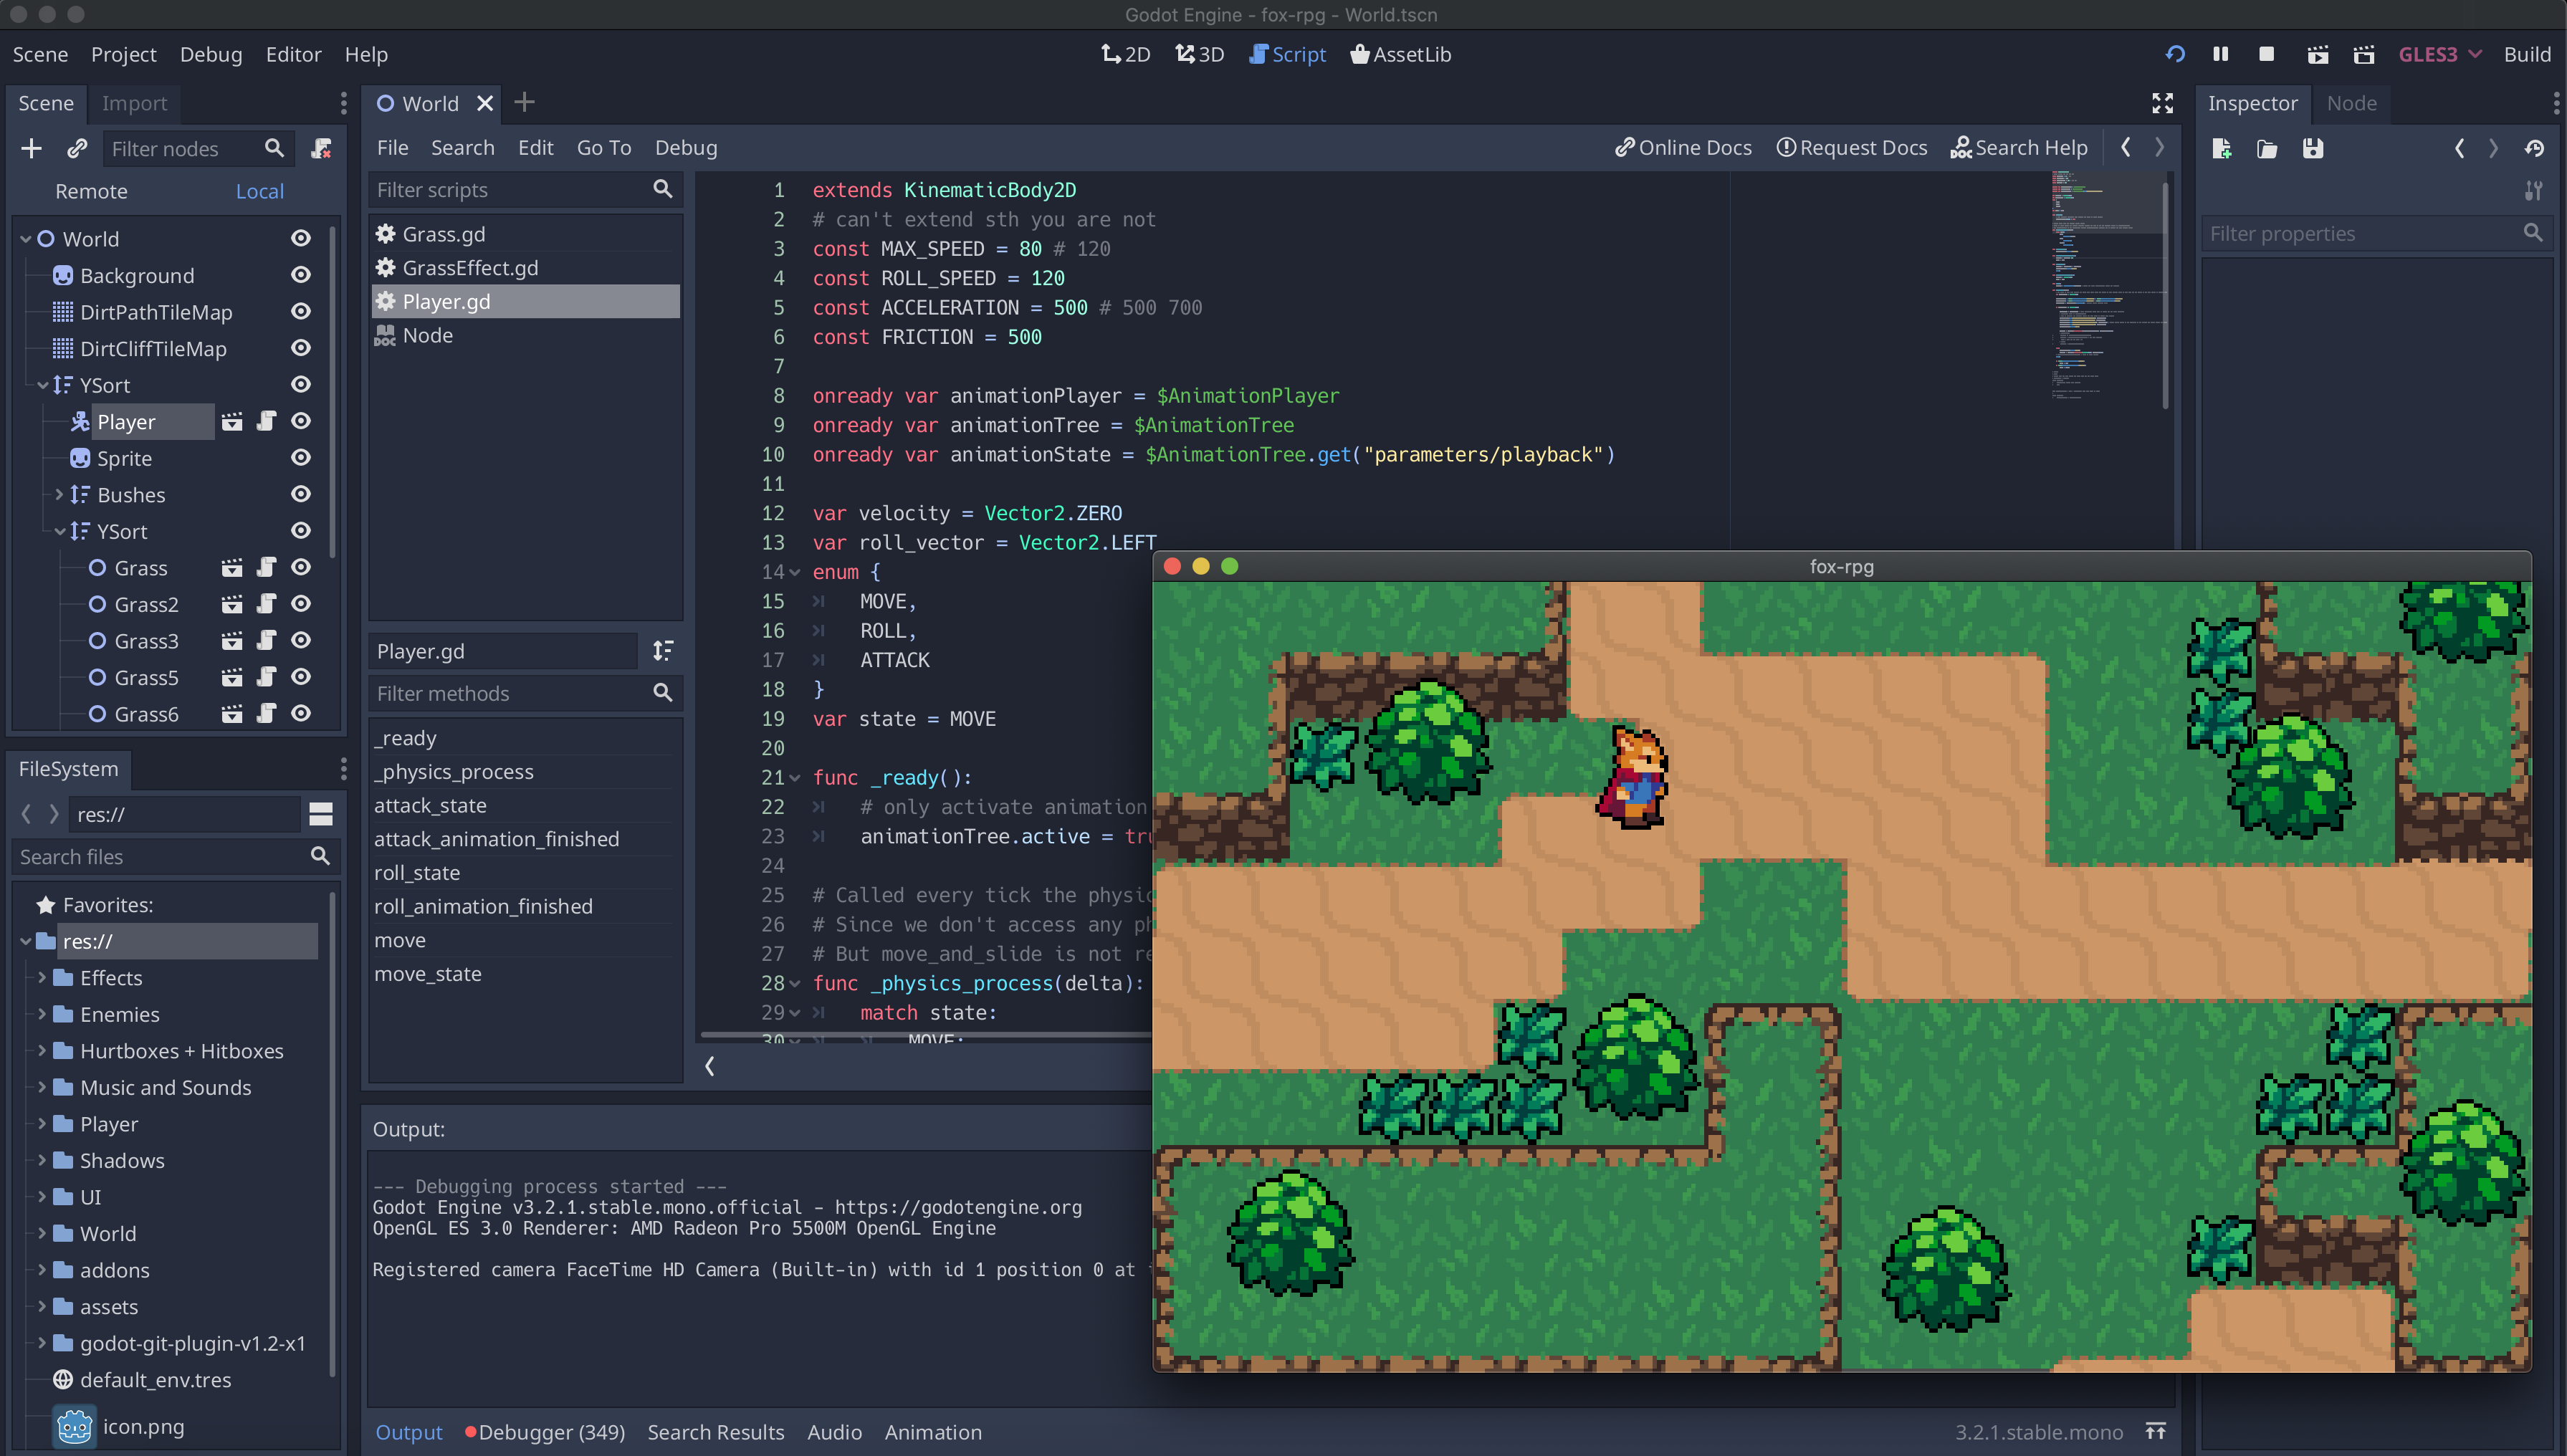 Godot Engine - fox-rpg - World.tscn
Scene Project Debug Editor Help
2D 3D Script AssetLib
GLES3 Build
Scene Import
Filter nodes
Remote Local
World
Background
DirtPathTileMap
DirtCliffTileMap
YSort
Player
Sprite
Bushes
YSort
Grass
Grass2
Grass3
Grass5
Grass6
FileSystem
res://
Search files
Favorites:
res://
Effects
Enemies
Hurtboxes + Hitboxes
Music and Sounds
Player
Shadows
UI
World
addons
assets
godot-git-plugin-v1.2-x1
default_env.tres
icon.png
World
File Search Edit Go To Debug
Online Docs Request Docs Search Help
Filter scripts
Grass.gd
GrassEffect.gd
Player.gd
DOC Node
Player.gd
Filter methods
_ready
_physics_process
attack_state
attack_animation_finished
roll_state
roll_animation_finished
move
move_state
1 extends KinematicBody2D
2 # can't extend sth you are not
3 const MAX_SPEED = 80 # 120
4 const ROLL_SPEED = 120
5 const ACCELERATION = 500 # 500 700
6 const FRICTION = 500
7
8 onready var animationPlayer = $AnimationPlayer
9 onready var animationTree = $AnimationTree
10 onready var animationState = $AnimationTree.get("parameters/playback")
11
12 var velocity = Vector2.ZERO
13 var roll_vector = Vector2.LEFT
14 enum {
15 MOVE,
16 ROLL,
17 ATTACK
18 }
19 var state = MOVE
20
21 func _ready():
22 # only activate animation
23 animationTree.active = tru
24
25 # Called every tick the physic
26 # Since we don't access any ph
27 # But move_and_slide is not re
28 func _physics_process(delta):
29 match state:
30 MOVE:
Output:
--- Debugging process started ---
Godot Engine v3.2.1.stable.mono.official - https://godotengine.org
OpenGL ES 3.0 Renderer: AMD Radeon Pro 5500M OpenGL Engine
Registered camera FaceTime HD Camera (Built-in) with id 1 position 0 at
Output Debugger (349) Search Results Audio Animation
3.2.1.stable.mono
Inspector Node
Filter properties
fox-rpg